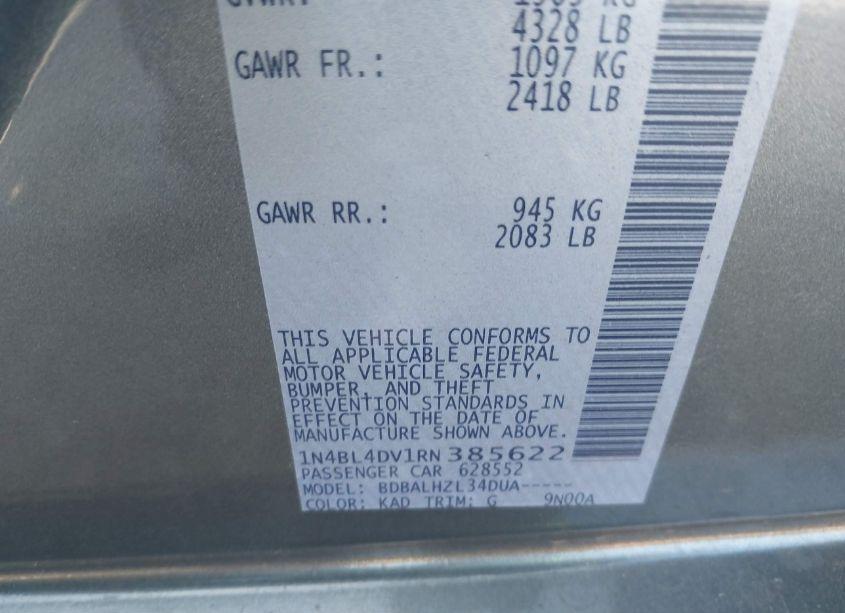 4328 LB
GAWR FR.: 1097 KG
2418 LB
GAWR RR.: 945 KG
2083 LB
THIS VEHICLE CONFORMS TO
ALL APPLICABLE FEDERAL
MOTOR VEHICLE SAFETY,
BUMPER, AND THEFT
PREVENTION STANDARDS IN
EFFECT ON THE DATE OF
MANUFACTURE SHOWN ABOVE.
1N4BL4DV1RN385622
PASSENGER CAR 628552
MODEL: BDBALHZL34DUA-----
COLOR: KAD TRIM: G 9N00A